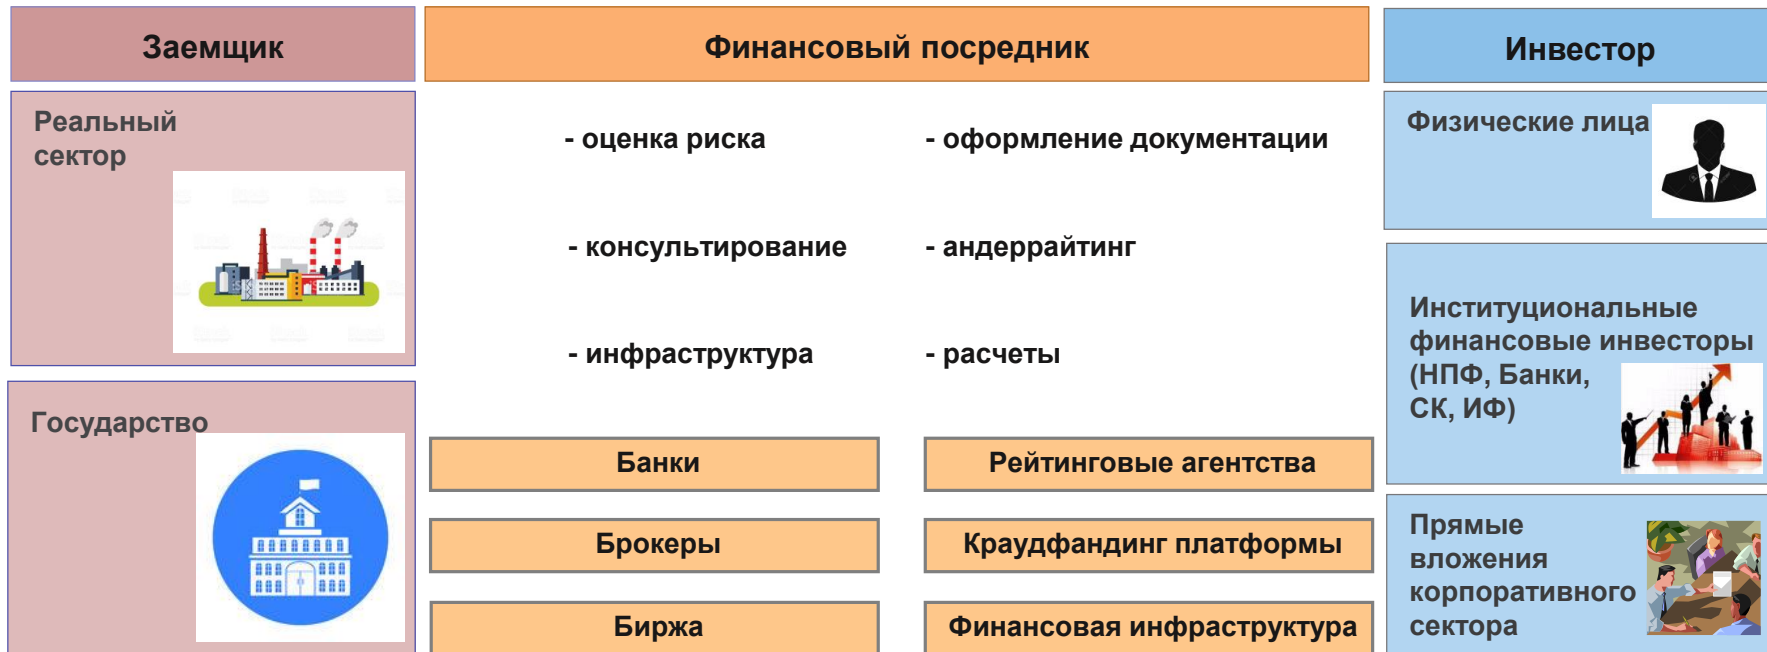 Заемщик
Финансовый посредник
Инвестор
Реальный
сектор
Государство
- оценка риска
- оформление документации
- консультирование
- андеррайтинг
- инфраструктура
- расчеты
Банки
Рейтинговые агентства
Брокеры
Краудфандинг платформы
Биржа
Финансовая инфраструктура
Физические лица
Институциональные
финансовые инвесторы
(НПФ, Банки,
СК, ИФ)
Прямые
вложения
корпоративного
сектора